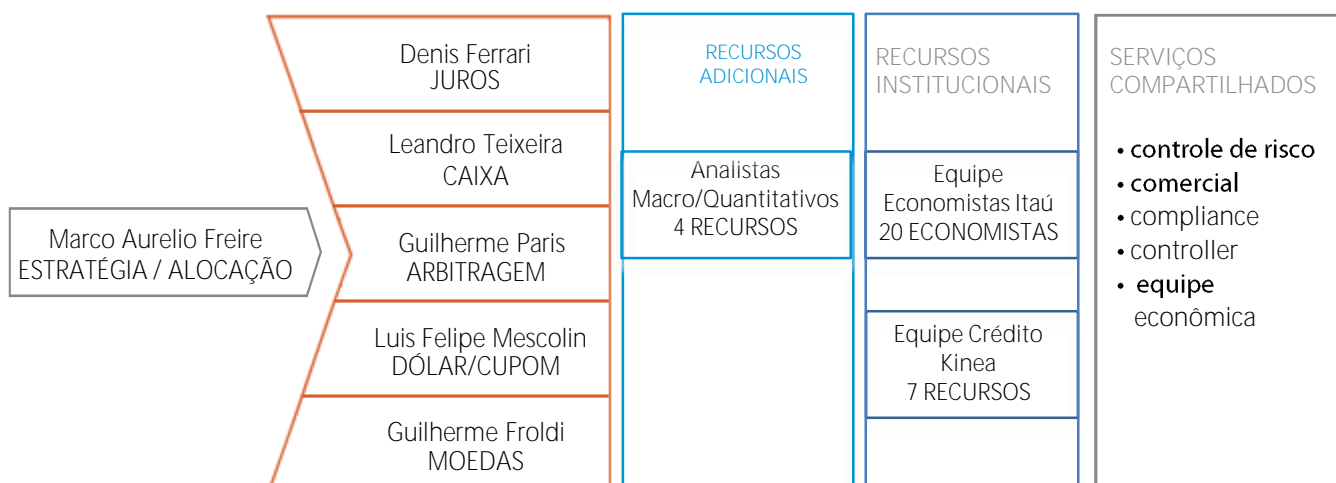 Marco Aurelio Freire
ESTRATÉGIA / ALOCAÇÃO
Denis Ferrari
JUROS
Leandro Teixeira
CAIXA
Guilherme Paris
ARBITRAGEM
Luis Felipe Mescolin
DÓLAR/CUPOM
Guilherme Froldi
MOEDAS
RECURSOS
ADICIONAIS
Analistas
Macro/Quantitativos
4 RECURSOS
RECURSOS
INSTITUCIONAIS
Equipe
Economistas Itaú
20 ECONOMISTAS
Equipe Crédito
Kinea
7 RECURSOS
SERVIÇOS
COMPARTILHADOS
• controle de risco
• comercial
• compliance
• controller
• equipe
econômica